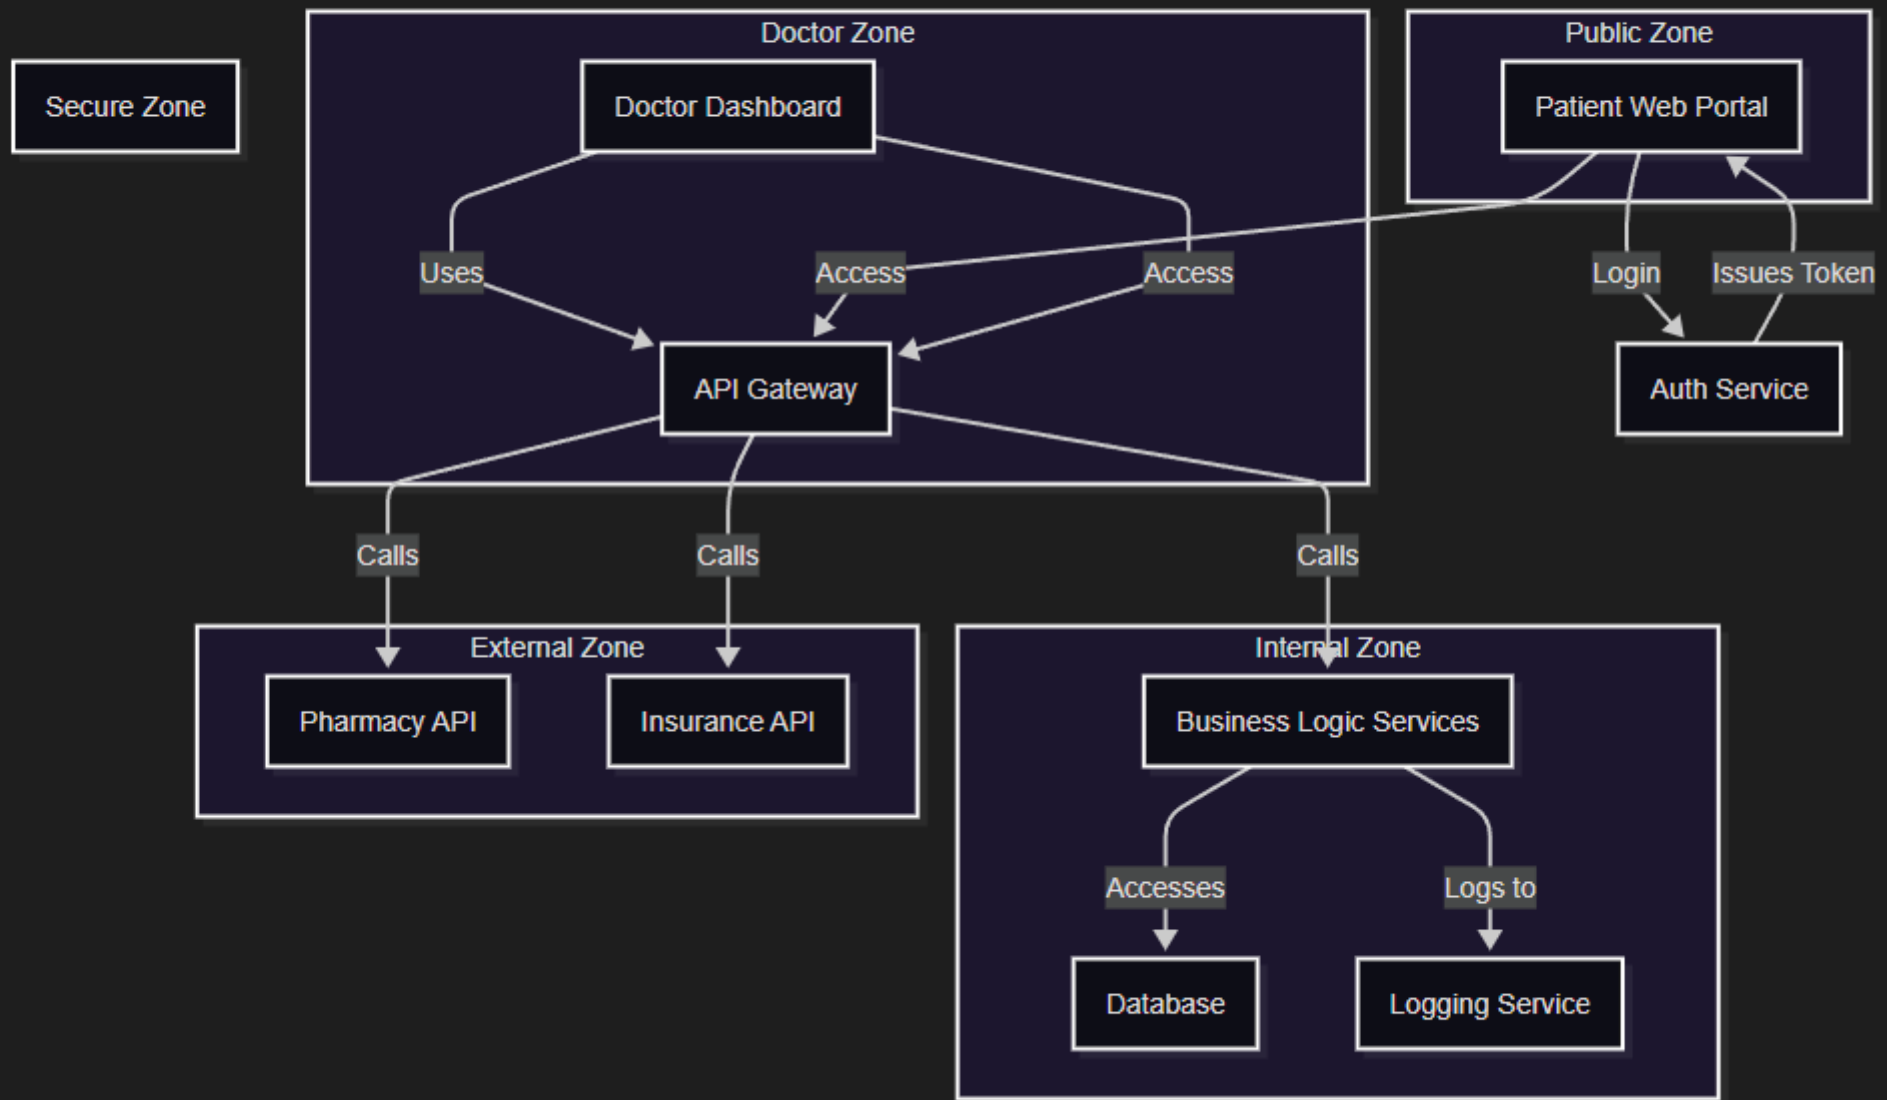 Doctor Zone
Public Zone
Secure Zone
Doctor Dashboard
Patient Web Portal
Uses
Access
Access
Login
Issues Token
API Gateway
Auth Service
Calls
Calls
Calls
External Zone
Internal Zone
Pharmacy API
Insurance API
Business Logic Services
Accesses
Logs to
Database
Logging Service